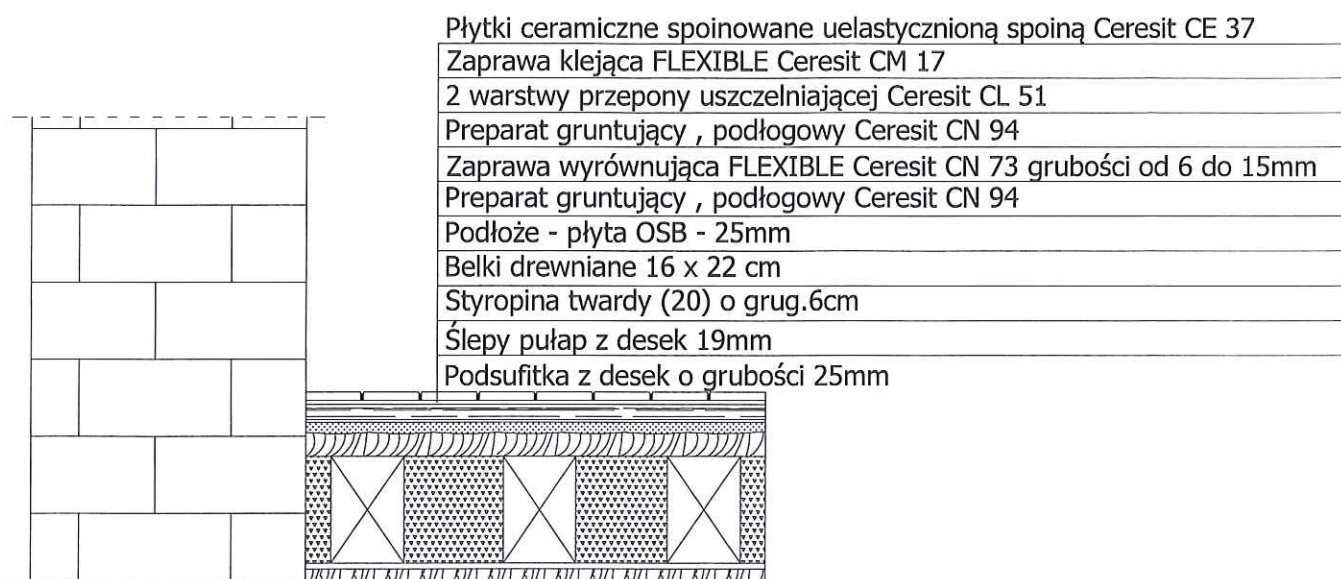 Płytki ceramiczne spoinowane uelastycznioną spoiną Ceresit CE 37
Zaprawa klejąca FLEXIBLE Ceresit CM 17
2 warstwy przepony uszczelniającej Ceresit CL 51
Preparat gruntujący , podłogowy Ceresit CN 94
Zaprawa wyrównująca FLEXIBLE Ceresit CN 73 grubości od 6 do 15mm
Preparat gruntujący , podłogowy Ceresit CN 94
Podłoże - płyta OSB - 25mm
Belki drewniane 16 x 22 cm
Styropina twardy (20) o grug.6cm
Ślepy pułap z desek 19mm
Podsufitka z desek o grubości 25mm